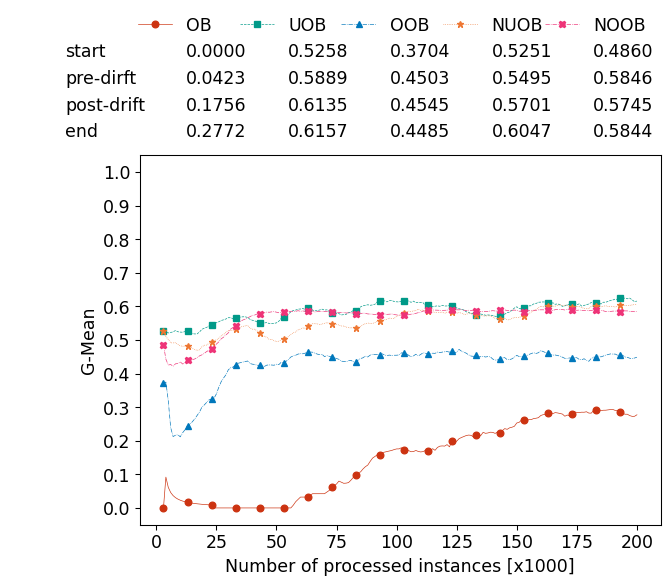 OB UOB OOB NUOB NOOB
start 0.0000 0.5258 0.3704 0.5251 0.4860
pre-dirft 0.0423 0.5889 0.4503 0.5495 0.5846
post-drift 0.1756 0.6135 0.4545 0.5701 0.5745
end 0.2772 0.6157 0.4485 0.6047 0.5844
1.0
0.9
0.8
0.7
0.6
0.5
0.4
0.3
0.2
0.1
0.0
G-Mean
0 25 50 75 100 125 150 175 200
Number of processed instances [x1000]